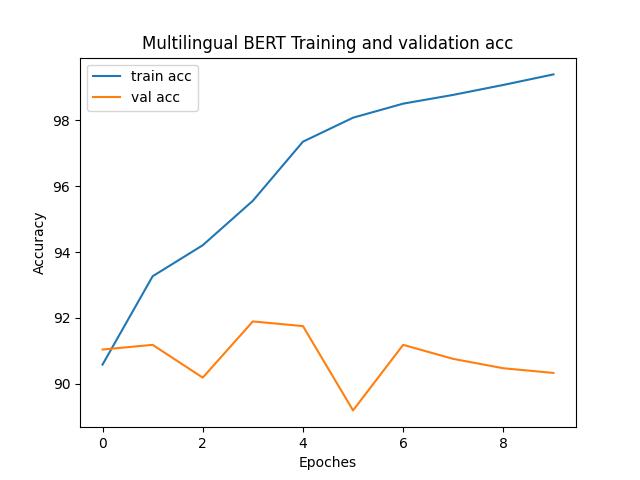 Multilingual BERT Training and validation acc
train acc
val acc
98
96
94
92
90
Accuracy
0 2 4 6 8
Epoches